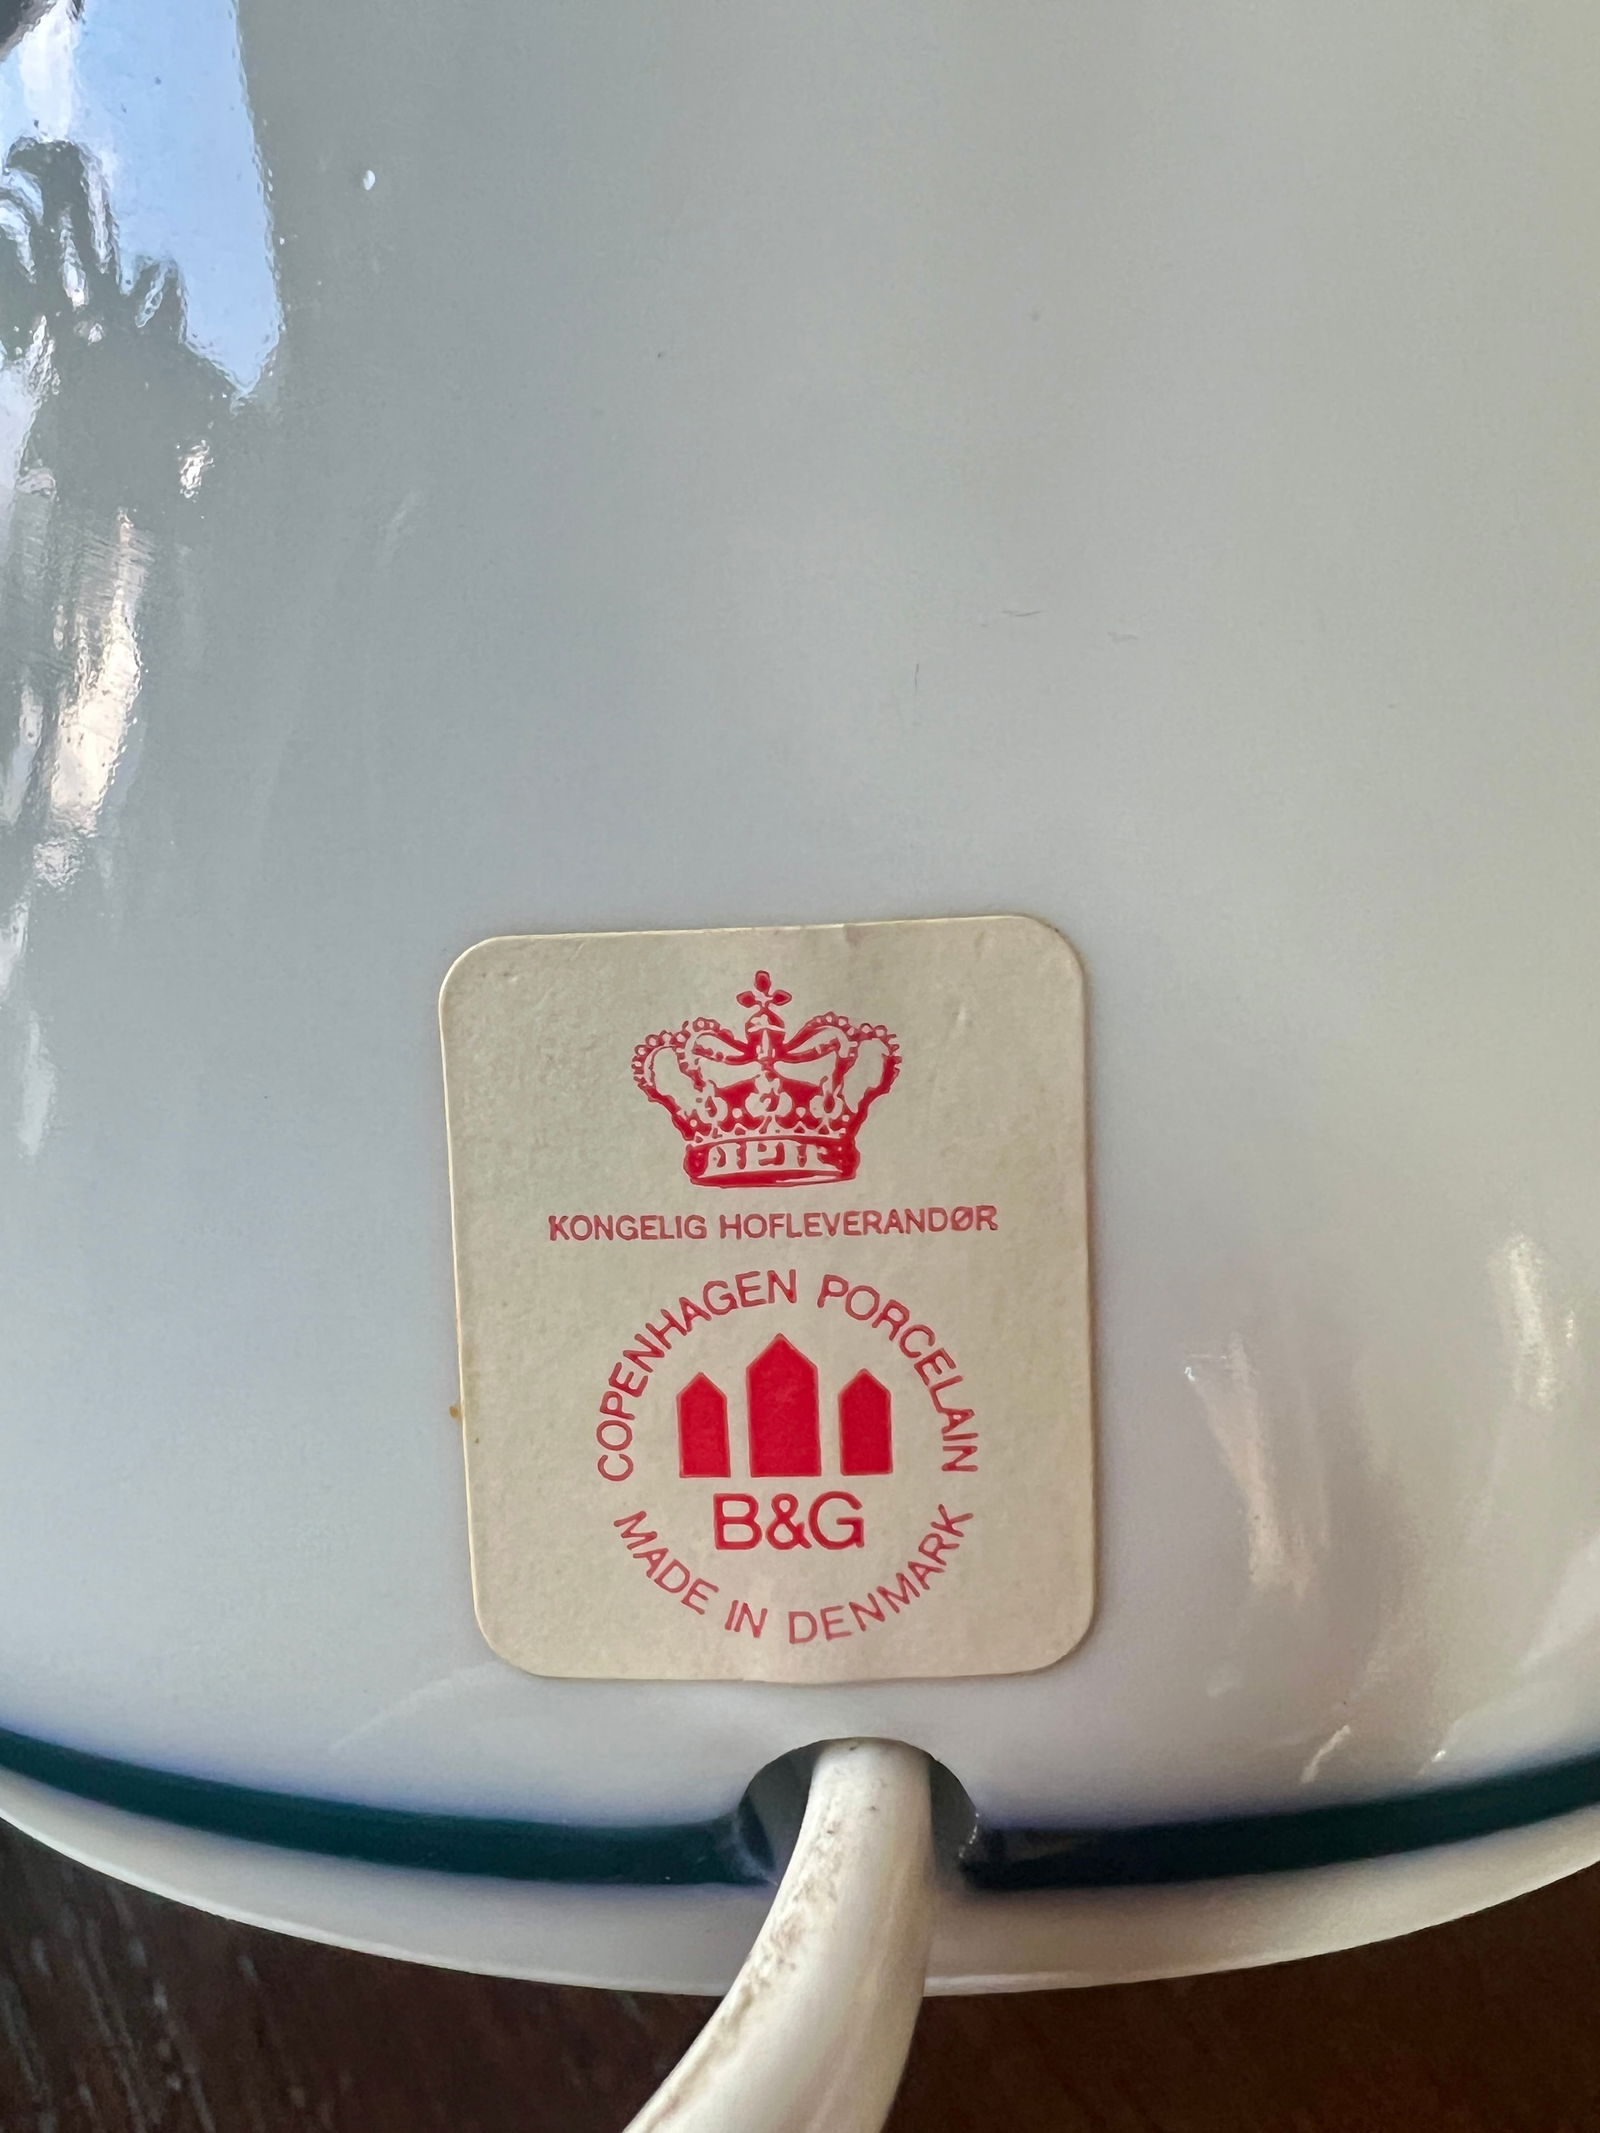 KONGELIG HOFLEVERANDØR
COPENHAGEN PORCELAIN
B&G
MADE IN DENMARK